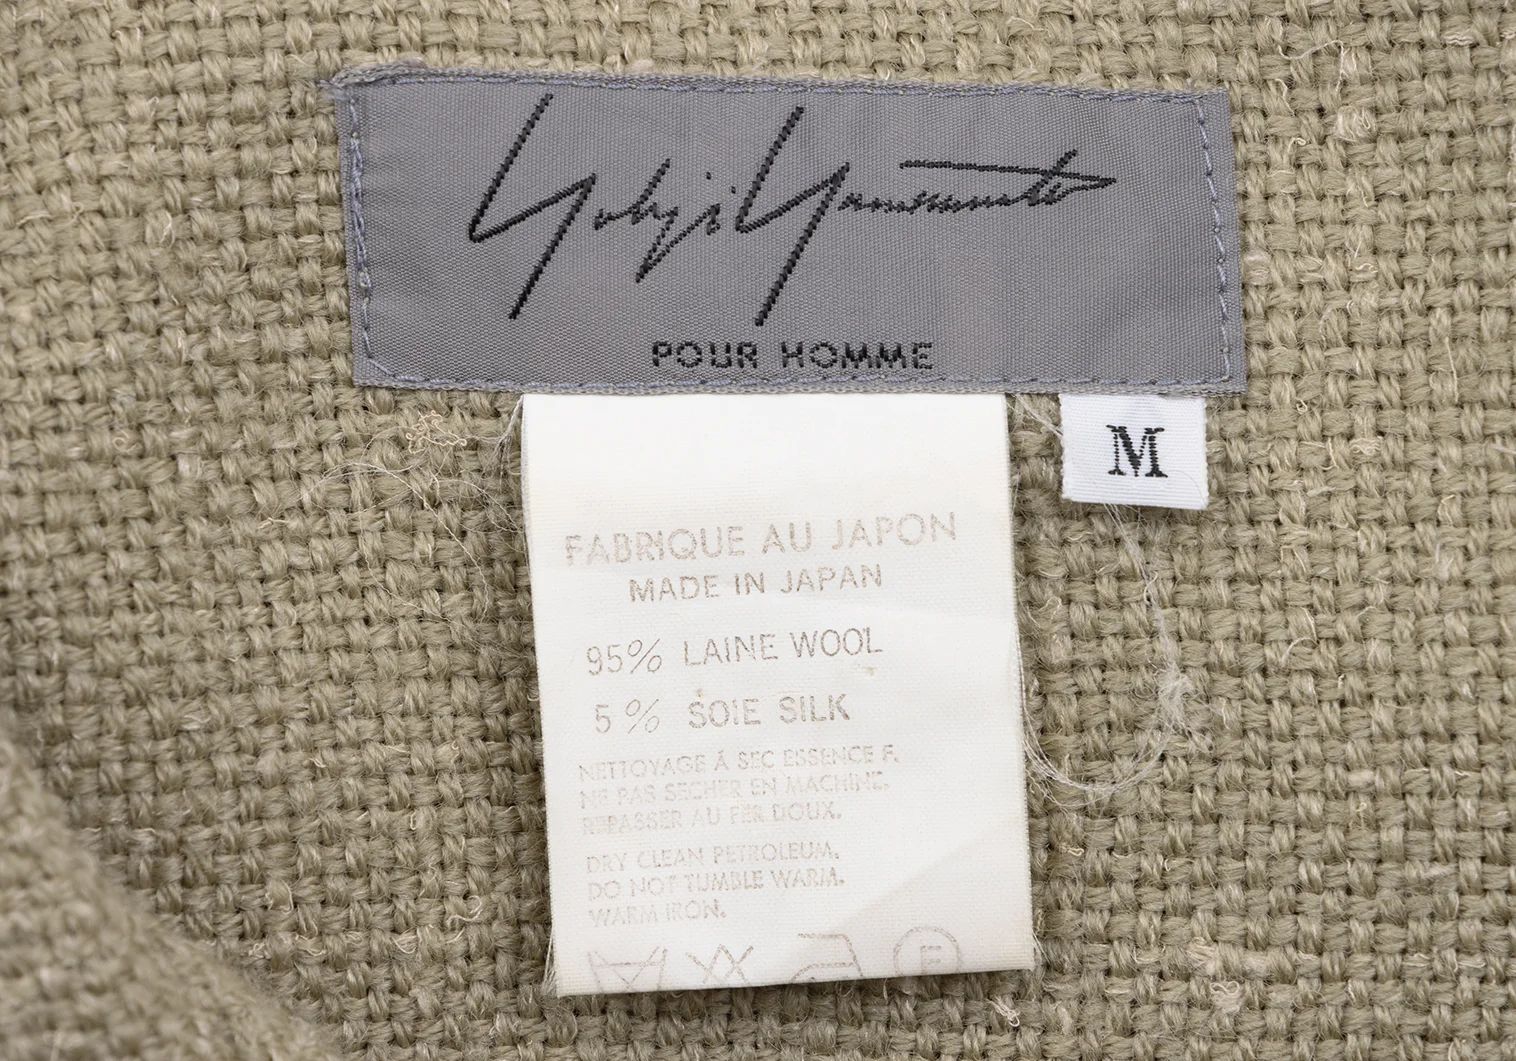 Yohji Yamamoto
POUR HOMME
M
FABRIQUE AU JAPON
MADE IN JAPAN
95% LAINE WOOL
5% SOIE SILK
NETTOYAGE Á SEC ESSENCE F.
NE PAS SECHER EN MACHINE.
REPASSER AU FER DOUX.
DRY CLEAN PETROLEUM.
DO NOT TUMBLE WARM.
WARM IRON.
F